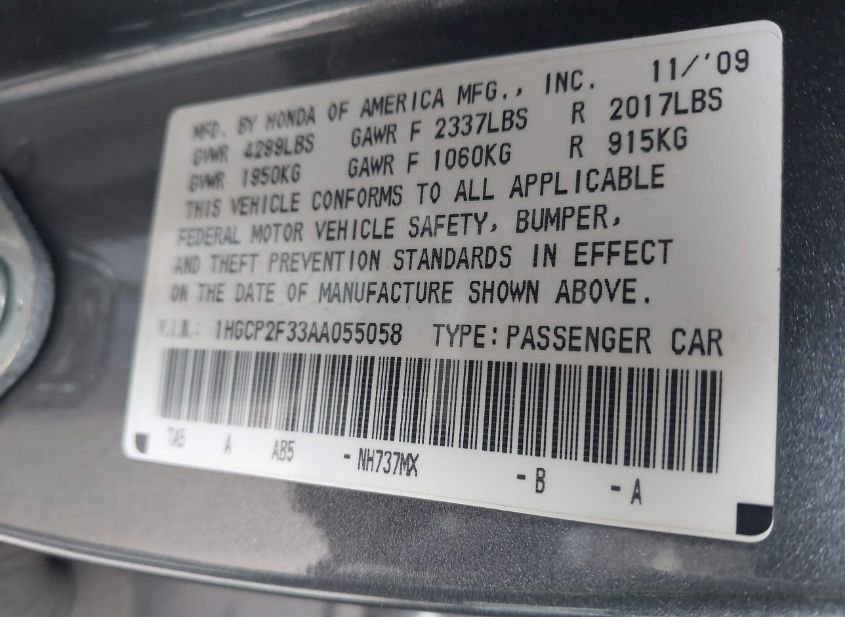 MFD. BY HONDA OF AMERICA MFG., INC. 11/'09
GVWR 4299LBS GAWR F 2337LBS R 2017LBS
GVWR 1950KG GAWR F 1060KG R 915KG
THIS VEHICLE CONFORMS TO ALL APPLICABLE
FEDERAL MOTOR VEHICLE SAFETY, BUMPER,
AND THEFT PREVENTION STANDARDS IN EFFECT
ON THE DATE OF MANUFACTURE SHOWN ABOVE.
V.I.N.: 1HGCP2F33AA055058 TYPE: PASSENGER CAR
TA5 A AB5 - NH737MX - B - A